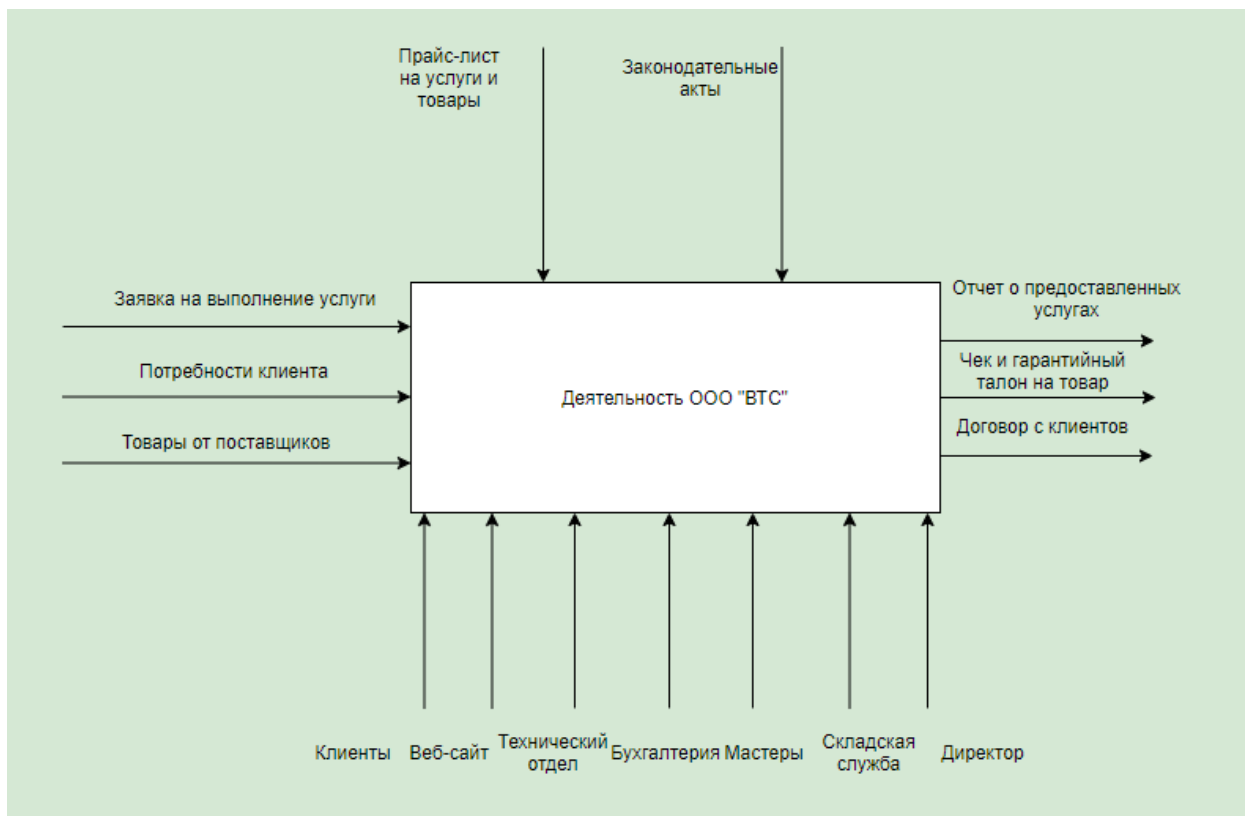 Прайс-лист
на услуги и
товары
Законодательные
акты
Заявка на выполнение услуги
Потребности клиента
Товары от поставщиков
Деятельность ООО "ВТС"
Отчет о предоставленных
услугах
Чек и гарантийный
талон на товар
Договор с клиентов
Клиенты
Веб-сайт
Технический
отдел
Бухгалтерия
Мастеры
Складская
служба
Директор